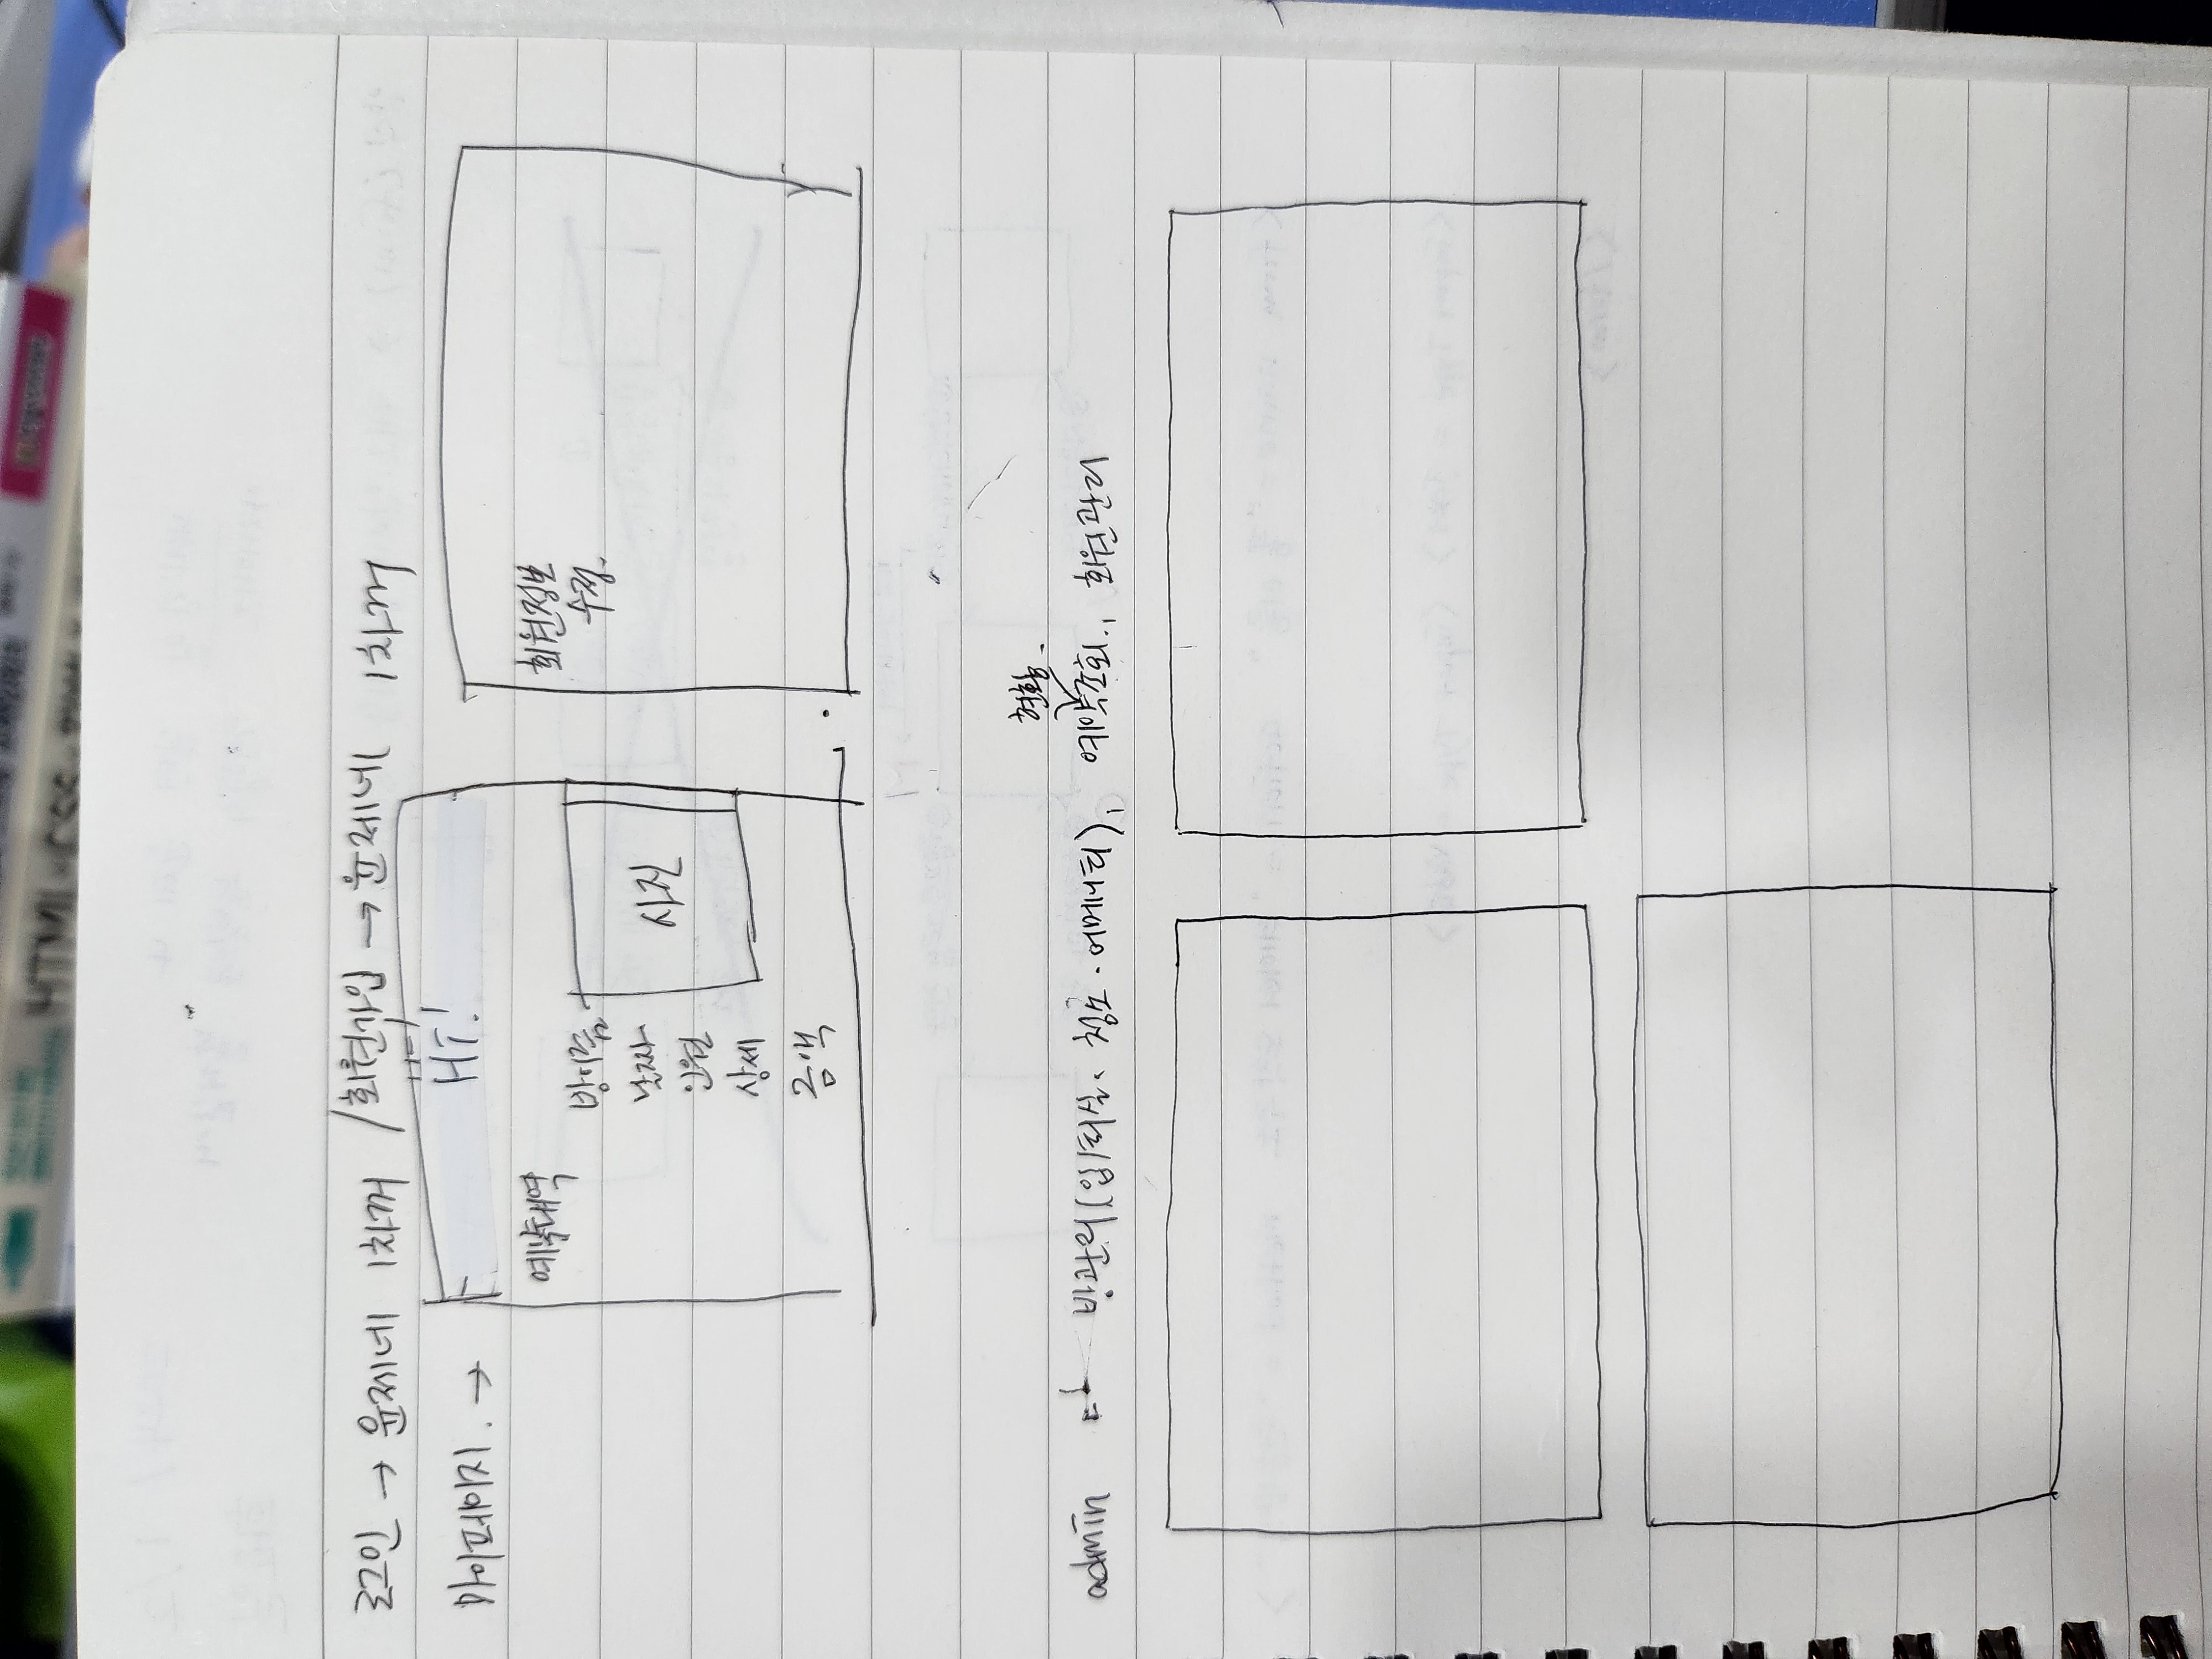 HTML+CSS+
로그인 → 윤제네 1차꺼 / 회원가입 → 윤제네 1차꺼
마이페이지. →
HI!
예약내역
방이름
날짜
인원
상세
금액
사진
회원정보
수정.
현황.
admin 방관리(입/퇴실. 청소. 어메니티), 예약조회., 회원관리